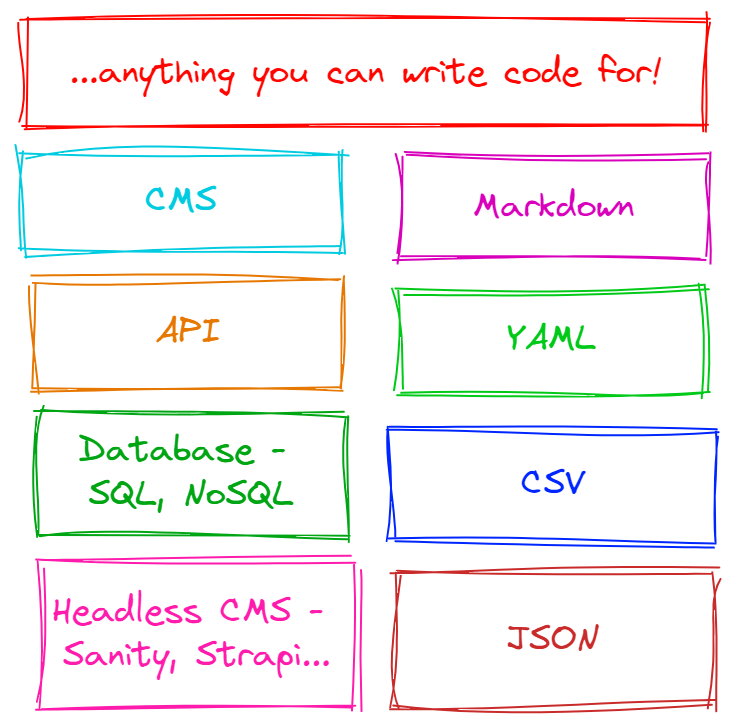 ...anything you can write code for!
CMS
Markdown
API
YAML
Database -
SQL, NoSQL
CSV
Headless CMS -
Sanity, Strapi...
JSON